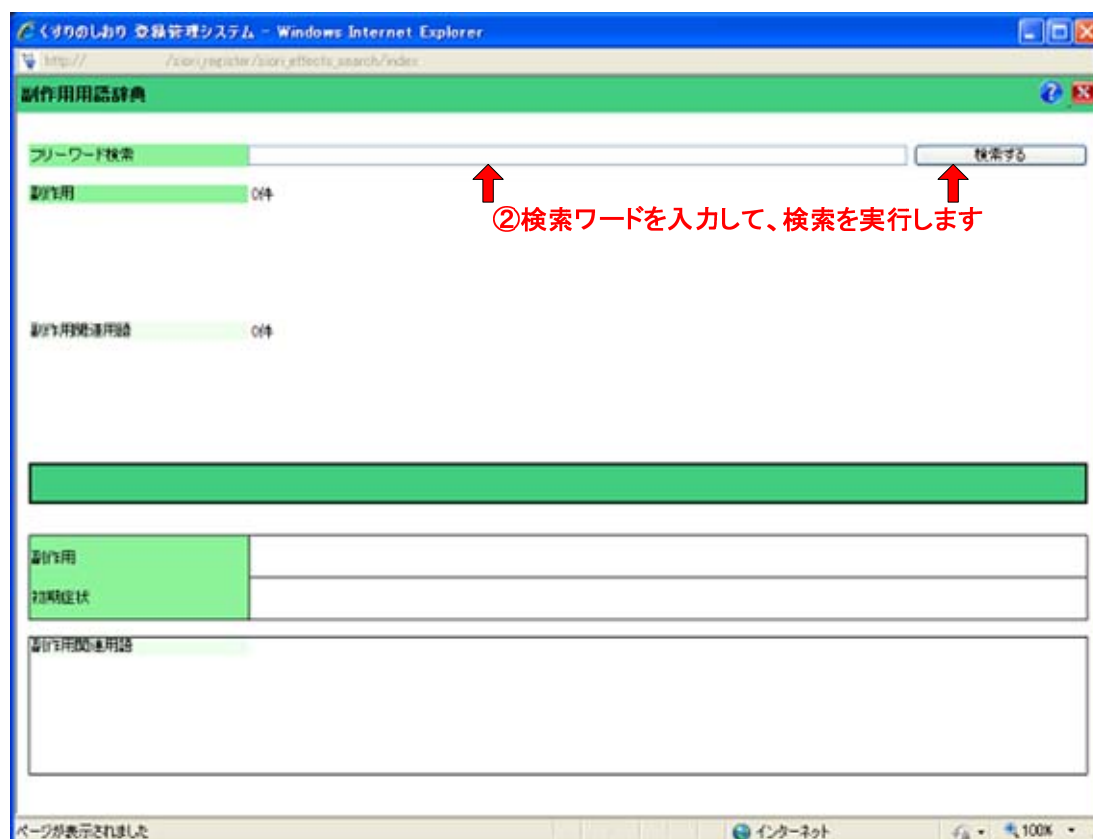 くすりのしおり 登録管理システム - Windows Internet Explorer
http:// /siori_register/siori_effects_search/index
副作用用語辞典
フリーワード検索 検索する
副作用 0件
②検索ワードを入力して、検索を実行します
副作用関連用語 0件
副作用
初期症状
副作用関連用語
ページが表示されました インターネット 100%